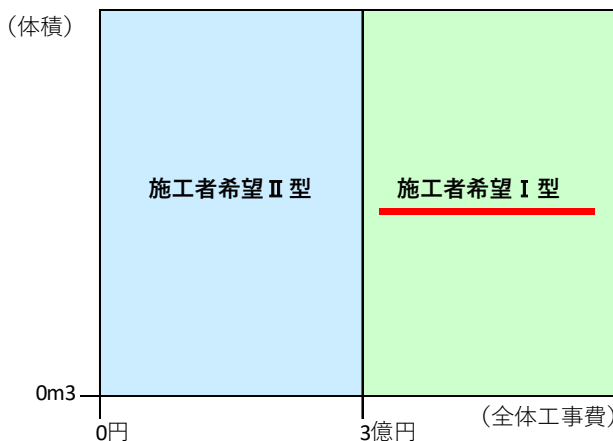 （体積）
施工者希望Ⅱ型
施工者希望Ⅰ型
0m3
0円
3億円
（全体工事費）